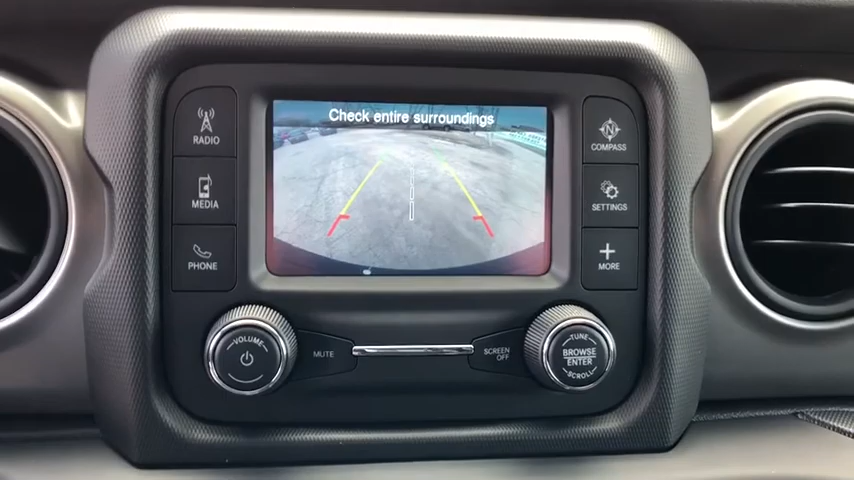 Check entire surroundings
RADIO
MEDIA
PHONE
N
COMPASS
SETTINGS
MORE
VOLUME
MUTE
SCREEN
OFF
TUNE
BROWSE
ENTER
SCROLL